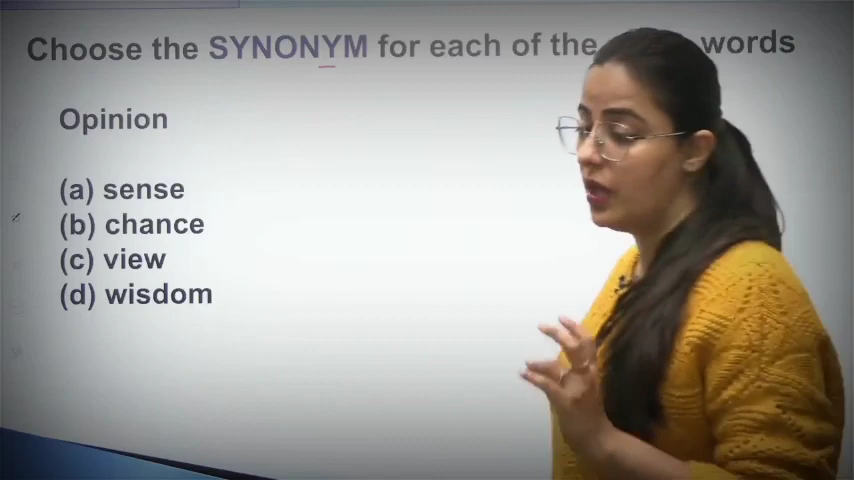 Choose the SYNONYM for each of the words
Opinion
(a) sense
(b) chance
(c) view
(d) wisdom